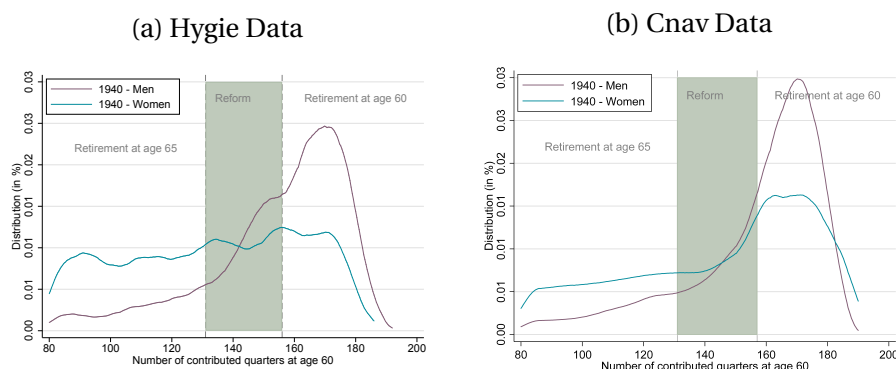 (a) Hygie Data
1940 - Men
1940 - Women
Reform
Retirement at age 60
Retirement at age 65
Distribution (in %)
0.03
0.03
0.02
0.01
0.01
0.01
0.00
80 100 120 140 160 180 200
Number of contributed quarters at age 60
(b) Cnav Data
1940 - Men
1940 - Women
Reform
Retirement at age 60
Retirement at age 65
Distribution (in %)
0.03
0.03
0.02
0.01
0.01
0.01
0.00
80 100 120 140 160 180 200
Number of contributed quarters at age 60